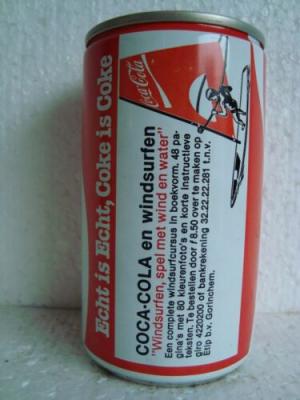 Echt is Echt, Coke is Coke
Coca-Cola
COCA-COLA en windsurfen
"Windsurfen, spel met wind en water"
Een complete windsurfcursus in boekvorm. 48 pa-
gina's met 80 kleurenfoto's en korte instructieve
teksten. Te bestellen door f 8.50 over te maken op
giro 4220200 of bankrekening 32.22.22.281 t.n.v.
Etip b.v. Gorinchem.